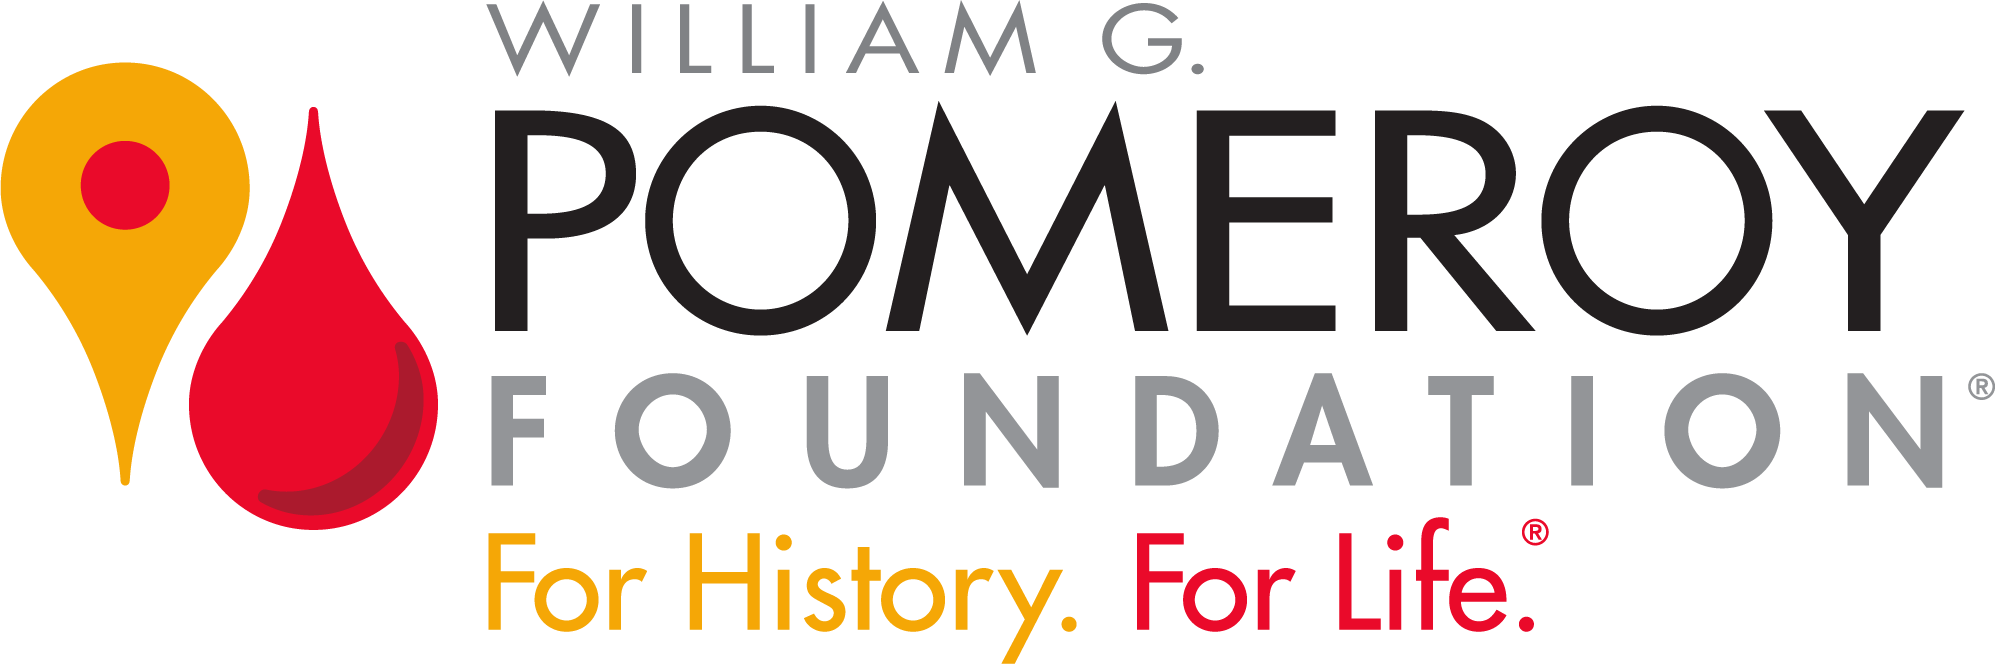 WILLIAM G.
POMEROY
FOUNDATION®
For History. For Life.®